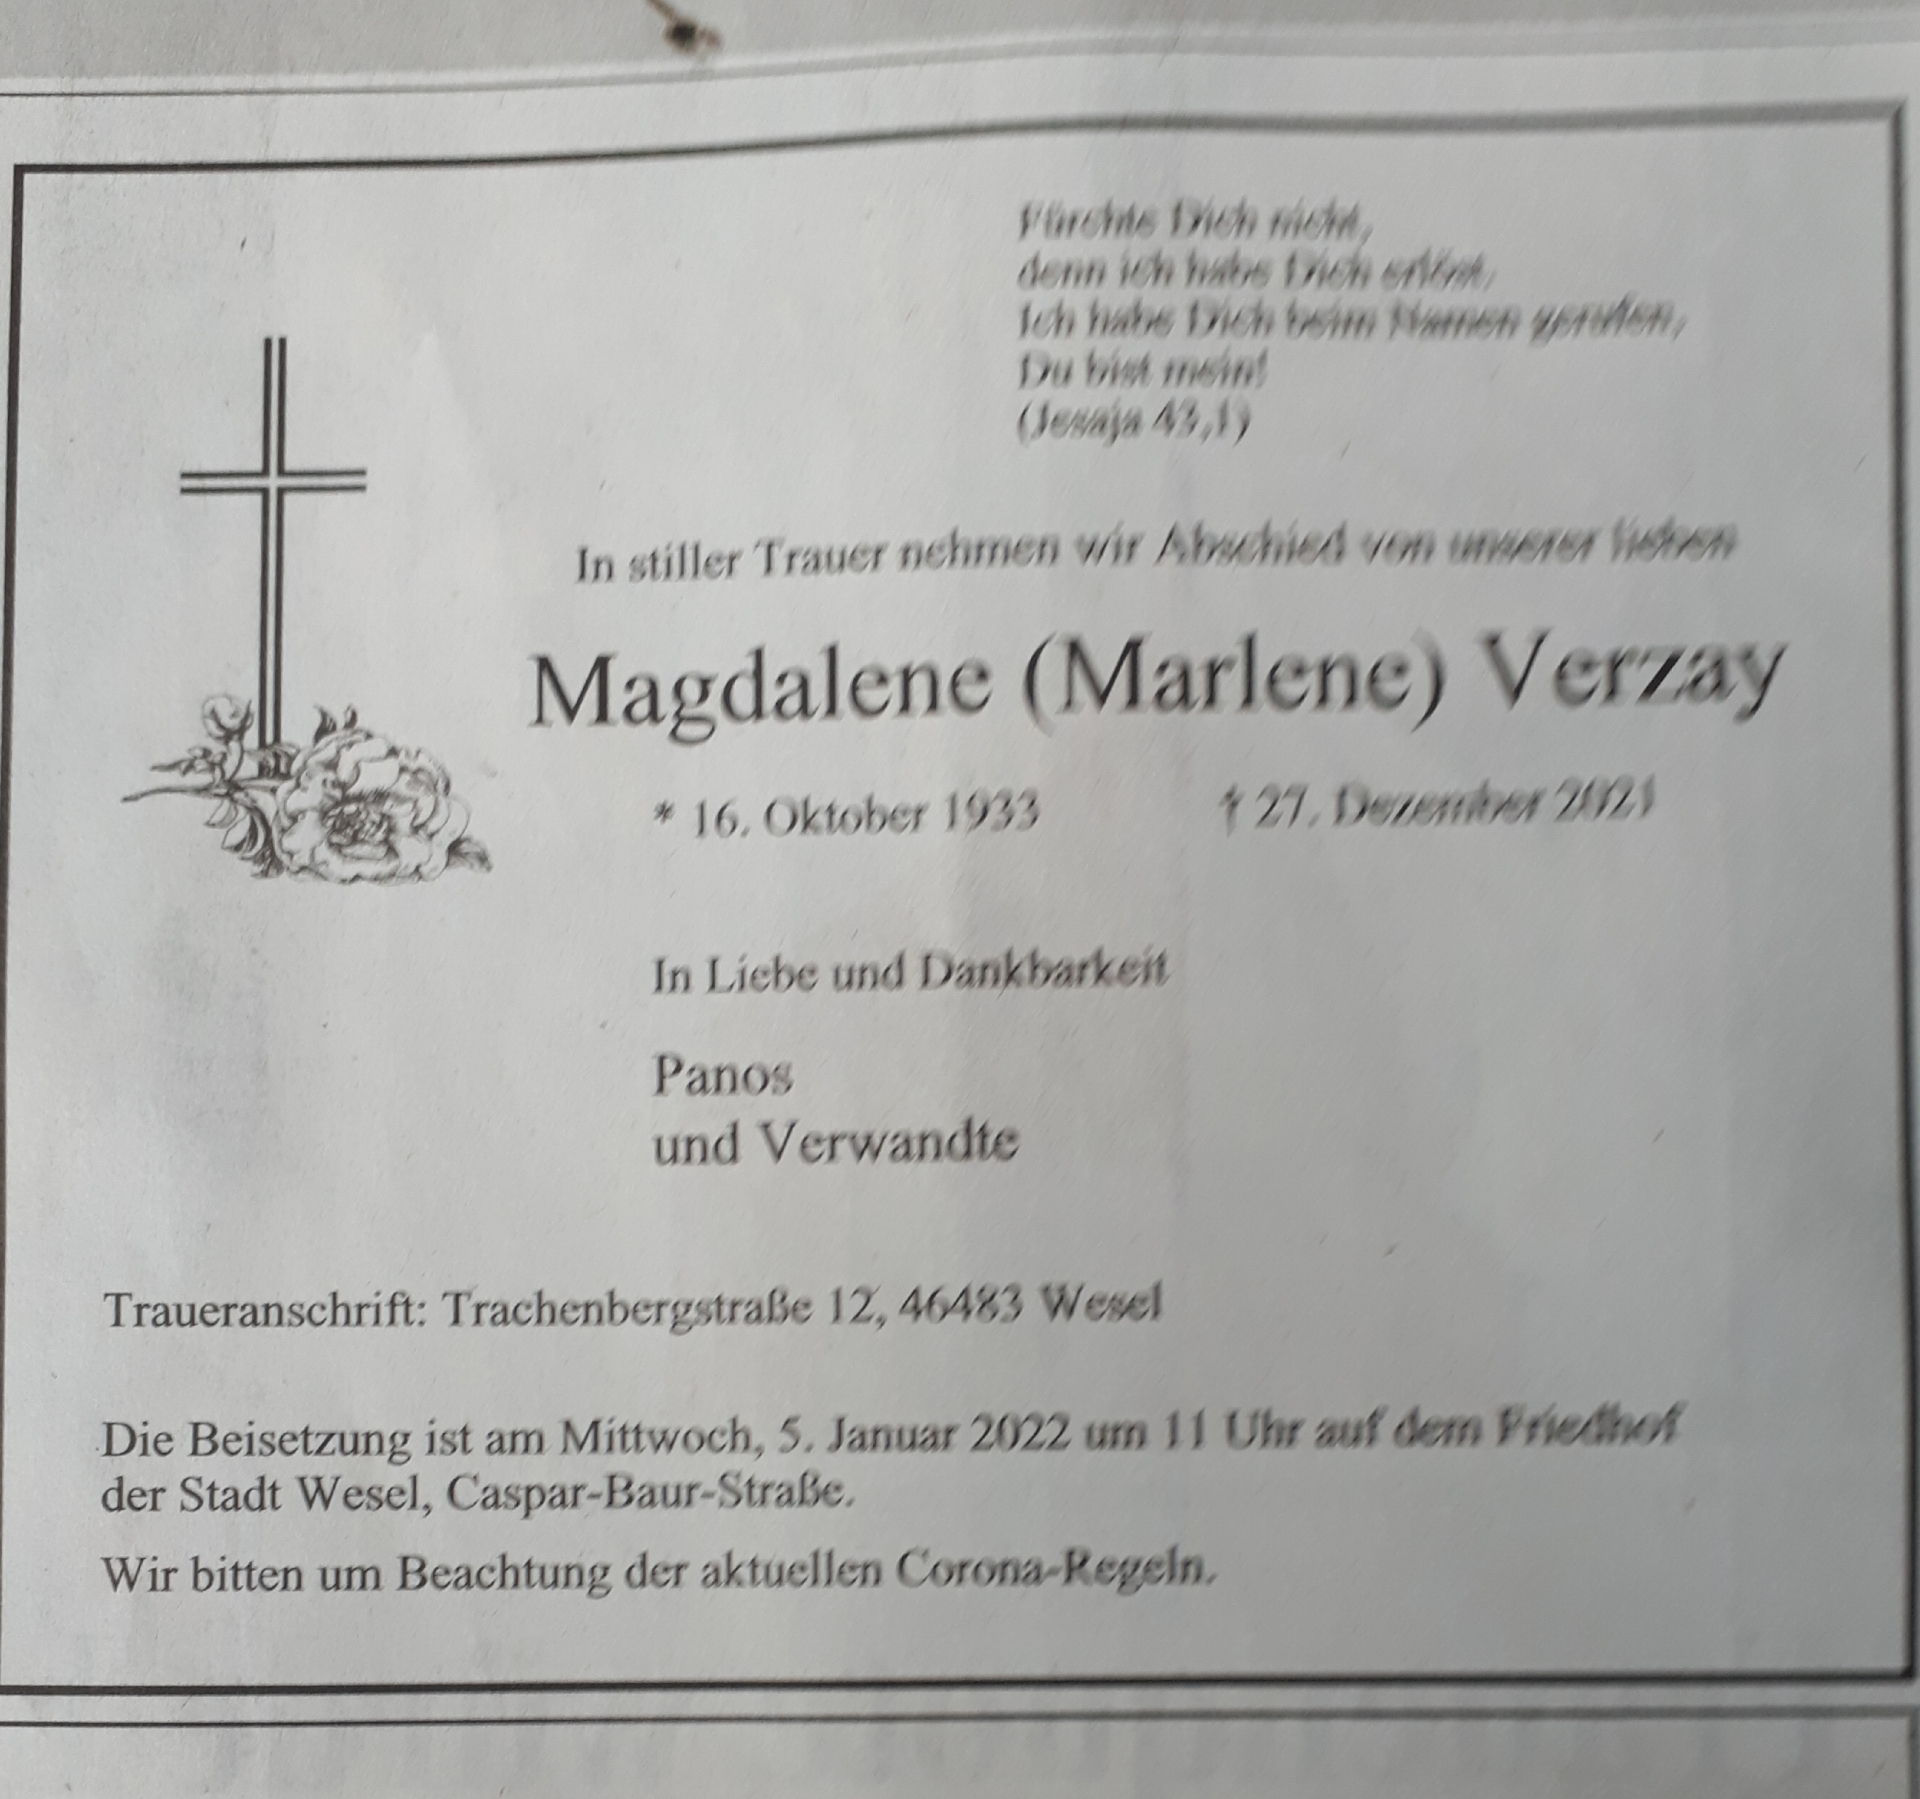 Fürchte Dich nicht,
denn ich habe Dich erlöst,
Ich habe Dich beim Namen gerufen,
Du bist mein!
(Jesaja 43,1)
In stiller Trauer nehmen wir Abschied von unserer lieben
Magdalene (Marlene) Verzay
* 16. Oktober 1933 † 27. Dezember 2021
In Liebe und Dankbarkeit
Panos
und Verwandte
Traueranschrift: Trachenbergstraße 12, 46483 Wesel
Die Beisetzung ist am Mittwoch, 5. Januar 2022 um 11 Uhr auf dem Friedhof
der Stadt Wesel, Caspar-Baur-Straße.
Wir bitten um Beachtung der aktuellen Corona-Regeln.